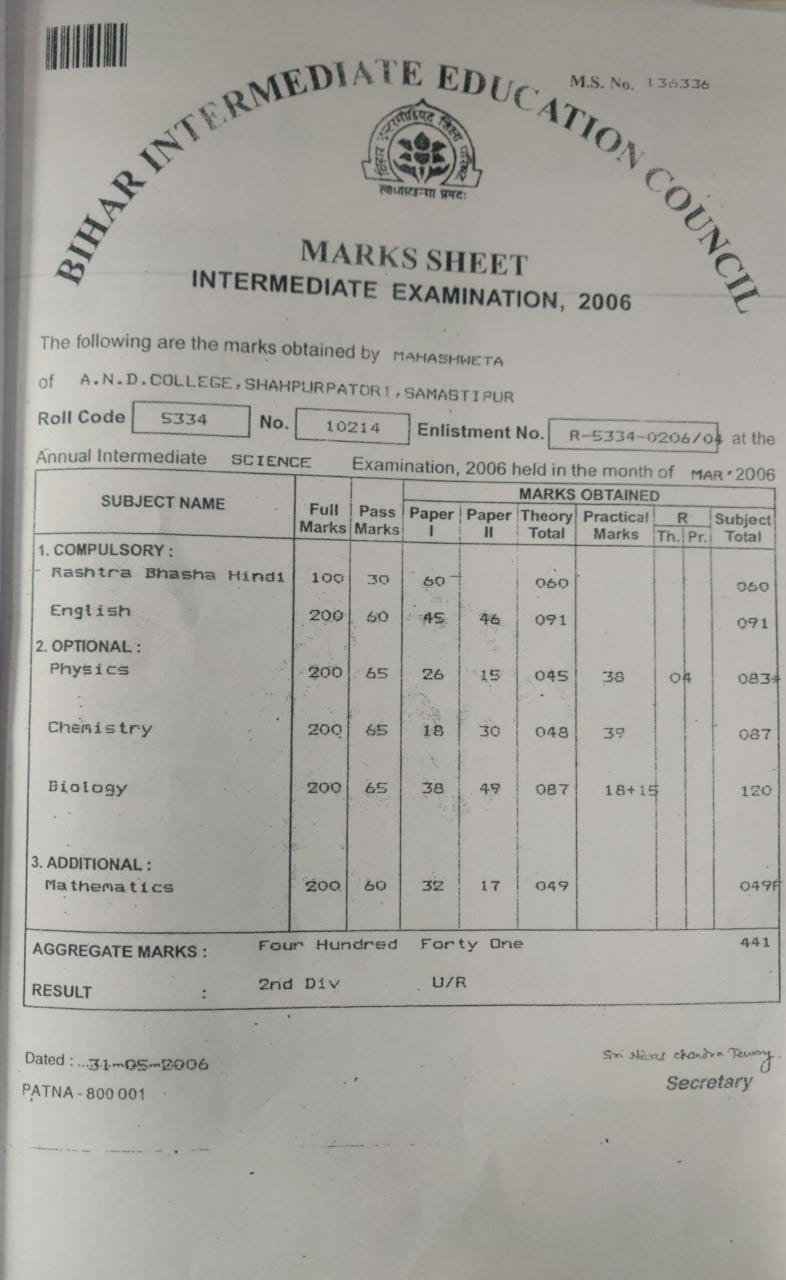 M.S. No. 136336
BIHAR INTERMEDIATE EDUCATION COUNCIL
MARKS SHEET
INTERMEDIATE EXAMINATION, 2006
The following are the marks obtained by MAHASHWETA
of A.N.D.COLLEGE,SHAHPURPATORI,SAMASTIPUR
Roll Code 5334 No. 10214 Enlistment No. R-5334-0206/04 at the
Annual Intermediate SCIENCE Examination, 2006 held in the month of MAR'2006
SUBJECT NAME Full Marks Pass Marks MARKS OBTAINED
Paper I Paper II Theory Total Practical Marks R Th. Pr. Subject Total
1. COMPULSORY :
Rashtra Bhasha Hindi 100 30 60 060 060
English 200 60 45 46 091 091
2. OPTIONAL :
Physics 200 65 26 15 045 38 04 083*
Chemistry 200 65 18 30 048 39 087
Biology 200 65 38 49 087 18+15 120
3. ADDITIONAL :
Mathematics 200 60 32 17 049 049F
AGGREGATE MARKS : Four Hundred Forty One 441
RESULT : 2nd Div U/R
Dated : ...31-05-2006
PATNA - 800 001
Secretary